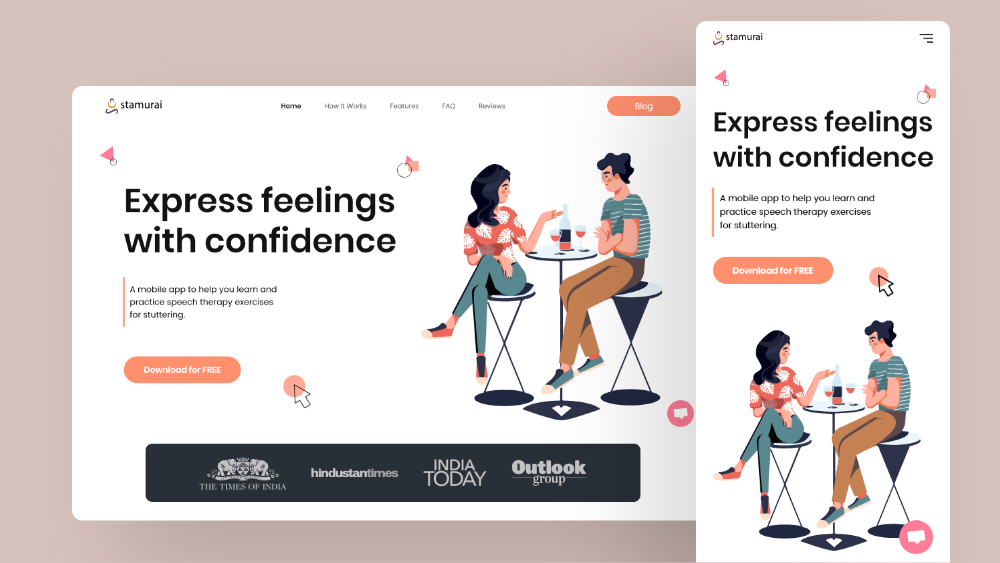 stamurai
Home How It Works Features FAQ Reviews
Blog
Express feelings
with confidence
A mobile app to help you learn and
practice speech therapy exercises
for stuttering.
Download for FREE
THE TIMES OF INDIA
hindustantimes
INDIA
TODAY
Outlook
group
stamurai
Express feelings
with confidence
A mobile app to help you learn and
practice speech therapy exercises
for stuttering.
Download for FREE